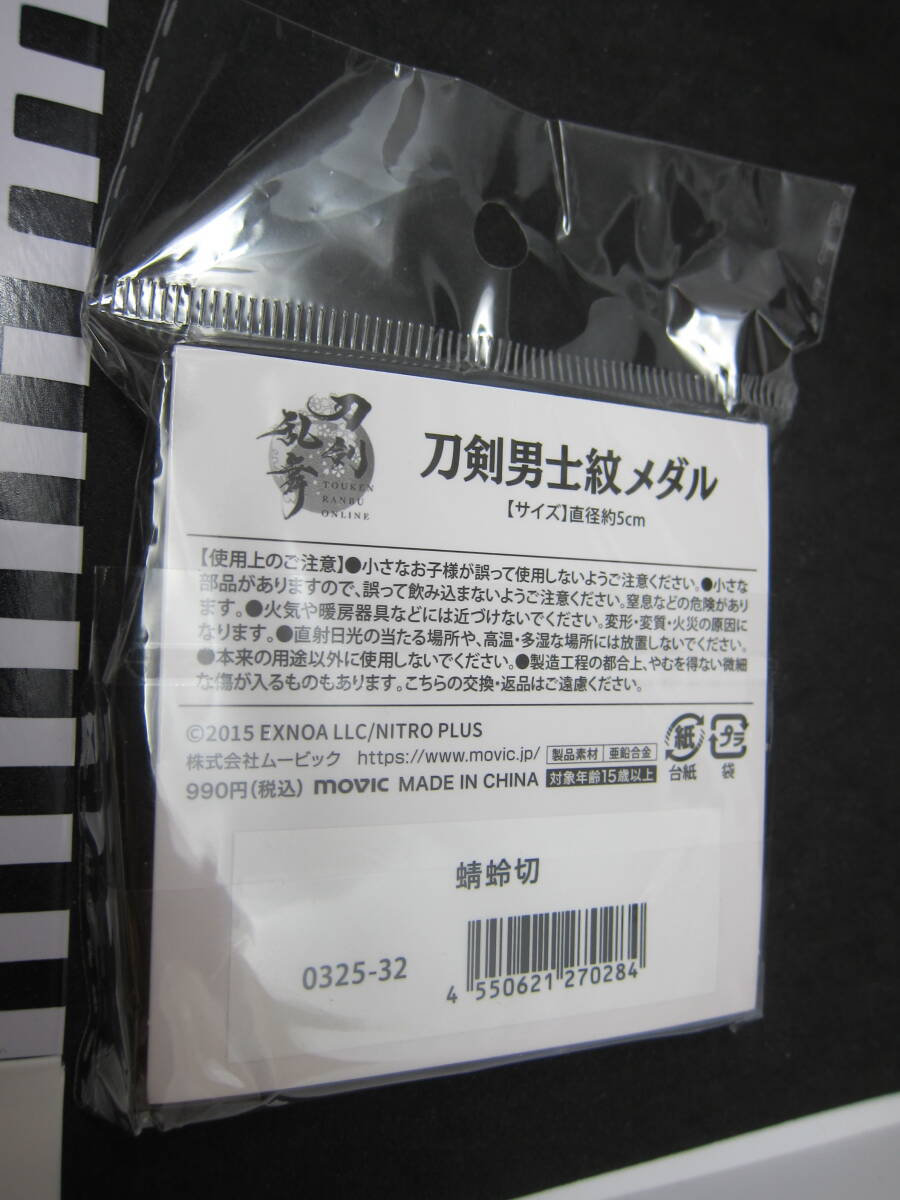 刀剣乱舞
TOUKEN
RANBU
ONLINE
刀剣男士紋メダル
【サイズ】直径約5cm
【使用上のご注意】●小さなお子様が誤って使用しないようご注意ください。●小さな
部品がありますので、誤って飲み込まないようご注意ください。窒息などの危険があり
ます。●火気や暖房器具などには近づけないでください。変形・変質・火災の原因に
なります。●直射日光の当たる場所や、高温・多湿な場所には放置しないでください。
●本来の用途以外に使用しないでください。●製造工程の都合上、やむを得ない微細
な傷が入るものもあります。こちらの交換・返品はご遠慮ください。
©2015 EXNOA LLC/NITRO PLUS
株式会社ムービック https://www.movic.jp/ 製品素材 亜鉛合金
990円(税込) movic MADE IN CHINA 対象年齢15歳以上
紙 プラ
台紙 袋
蜻蛉切
0325-32
4 550621 270284